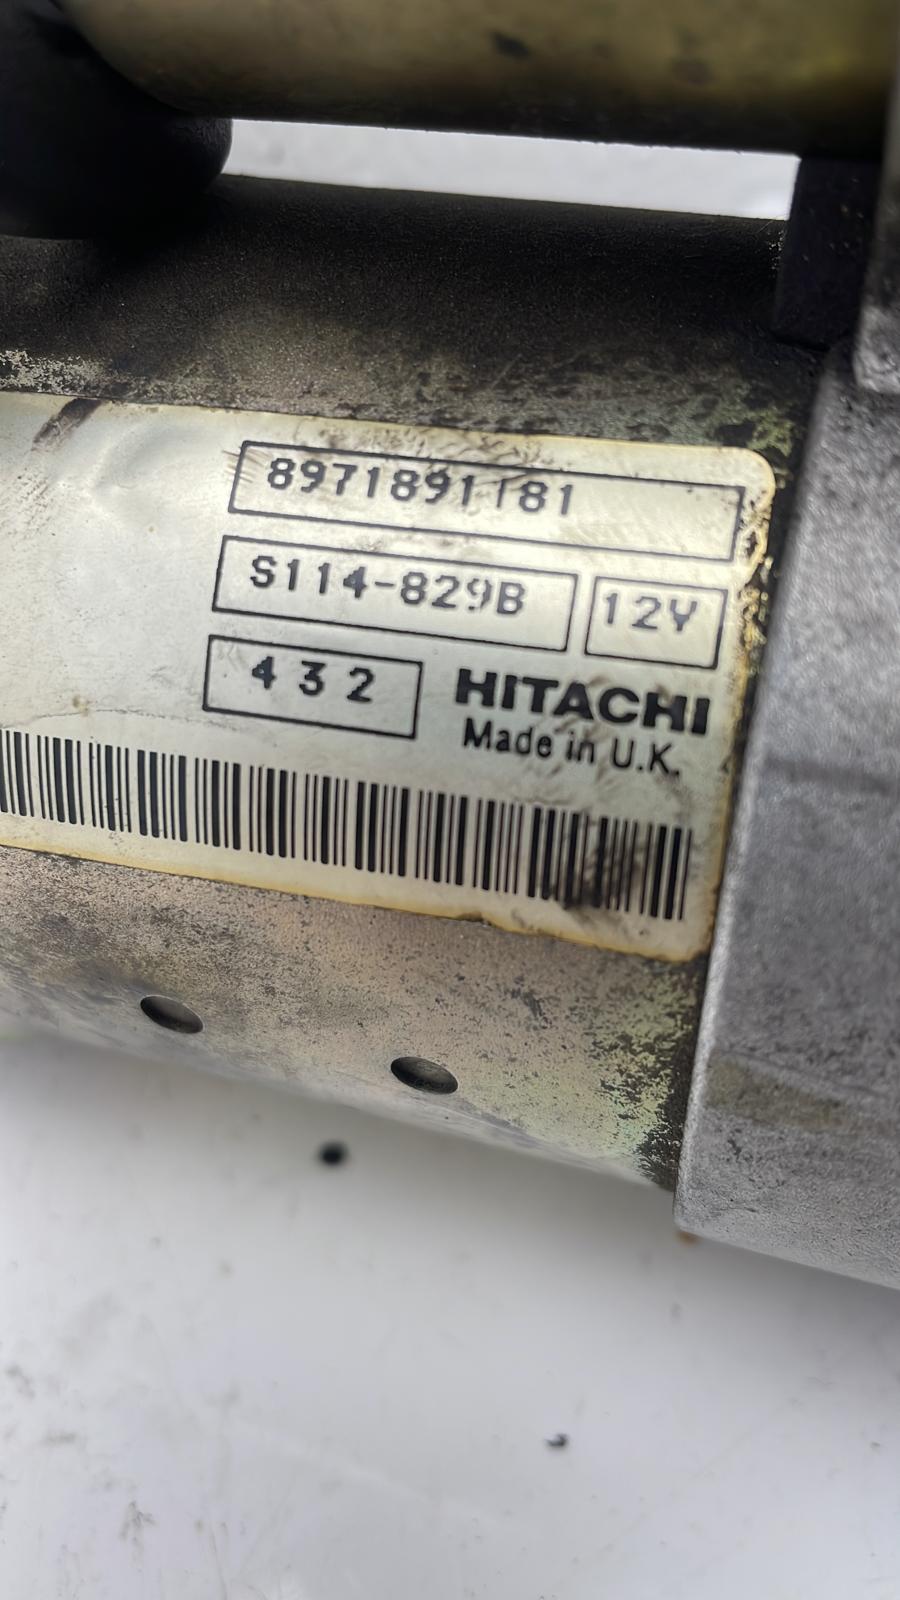 8971891181
S114-829B 12V
432 HITACHI
Made in U.K.